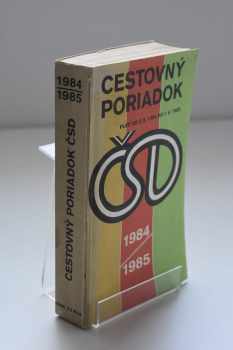 1984
1985
CESTOVNÝ PORIADOK ČSD
CESTOVNÝ
PORIADOK
ČSD
1984
1985